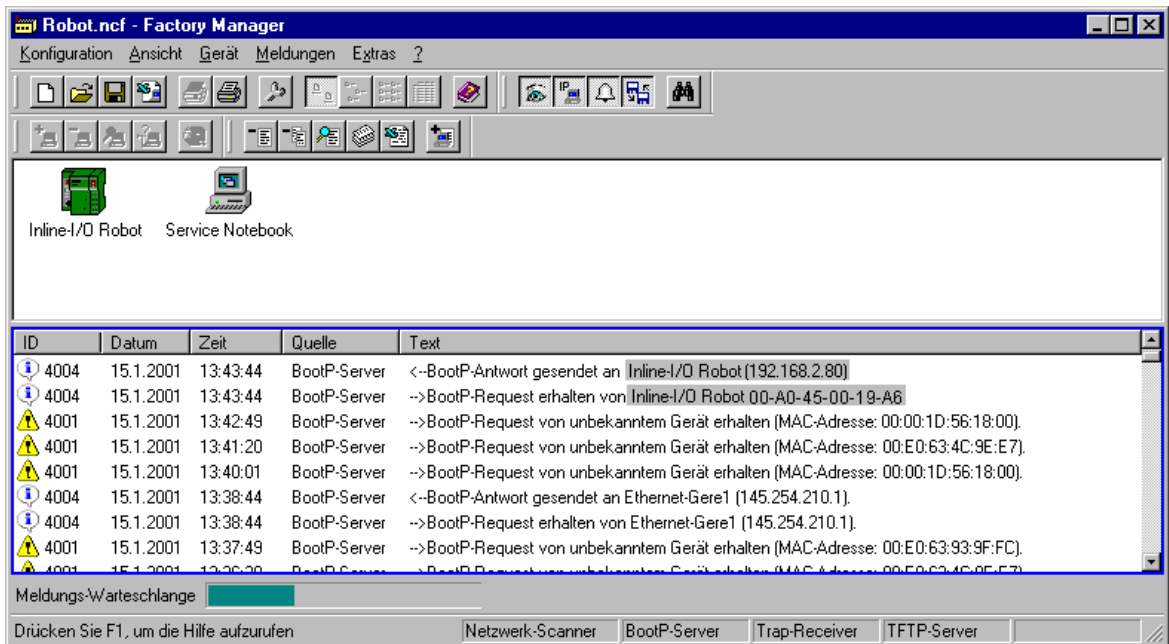 Robot.ncf - Factory Manager
Konfiguration Ansicht Gerät Meldungen Extras ?
Inline-I/O Robot Service Notebook
ID Datum Zeit Quelle Text
4004 15.1.2001 13:43:44 BootP-Server <--BootP-Antwort gesendet an Inline-I/O Robot (192.168.2.80)
4004 15.1.2001 13:43:44 BootP-Server -->BootP-Request erhalten von Inline-I/O Robot 00-A0-45-00-19-A6
4001 15.1.2001 13:42:49 BootP-Server -->BootP-Request von unbekanntem Gerät erhalten (MAC-Adresse: 00:00:1D:56:18:00).
4001 15.1.2001 13:41:20 BootP-Server -->BootP-Request von unbekanntem Gerät erhalten (MAC-Adresse: 00:E0:63:4C:9E:E7).
4001 15.1.2001 13:40:01 BootP-Server -->BootP-Request von unbekanntem Gerät erhalten (MAC-Adresse: 00:00:1D:56:18:00).
4004 15.1.2001 13:38:44 BootP-Server <--BootP-Antwort gesendet an Ethernet-Gere1 (145.254.210.1).
4004 15.1.2001 13:38:44 BootP-Server -->BootP-Request erhalten von Ethernet-Gere1 (145.254.210.1).
4001 15.1.2001 13:37:49 BootP-Server -->BootP-Request von unbekanntem Gerät erhalten (MAC-Adresse: 00:E0:63:93:9F:FC).
Meldungs-Warteschlange
Drücken Sie F1, um die Hilfe aufzurufen Netzwerk-Scanner BootP-Server Trap-Receiver TFTP-Server